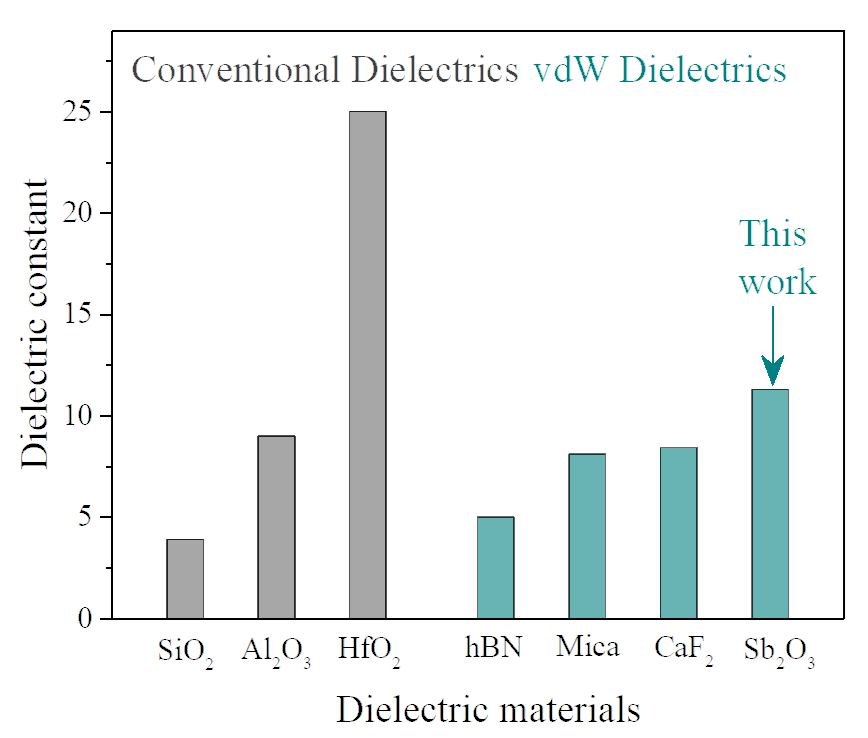 Conventional Dielectrics vdW Dielectrics
Dielectric constant
25
20
15
10
5
0
This
work
SiO₂ Al₂O₃ HfO₂ hBN Mica CaF₂ Sb₂O₃
Dielectric materials